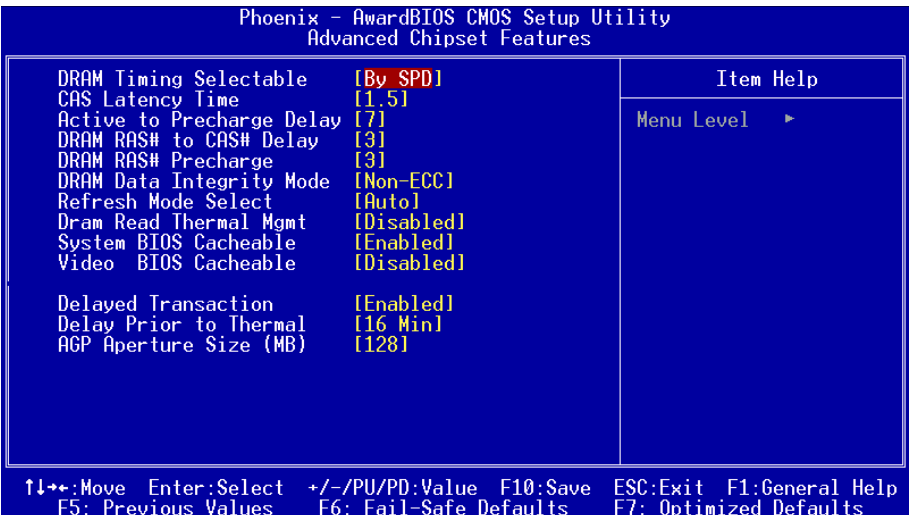 Phoenix - AwardBIOS CMOS Setup Utility
Advanced Chipset Features
DRAM Timing Selectable [By SPD]
CAS Latency Time [1.5]
Active to Precharge Delay [7]
DRAM RAS# to CAS# Delay [3]
DRAM RAS# Precharge [3]
DRAM Data Integrity Mode [Non-ECC]
Refresh Mode Select [Auto]
Dram Read Thermal Mgmt [Disabled]
System BIOS Cacheable [Enabled]
Video BIOS Cacheable [Disabled]
Delayed Transaction [Enabled]
Delay Prior to Thermal [16 Min]
AGP Aperture Size (MB) [128]
Item Help
Menu Level ►
↑↓→←:Move Enter:Select +/-/PU/PD:Value F10:Save ESC:Exit F1:General Help
F5: Previous Values F6: Fail-Safe Defaults F7: Optimized Defaults